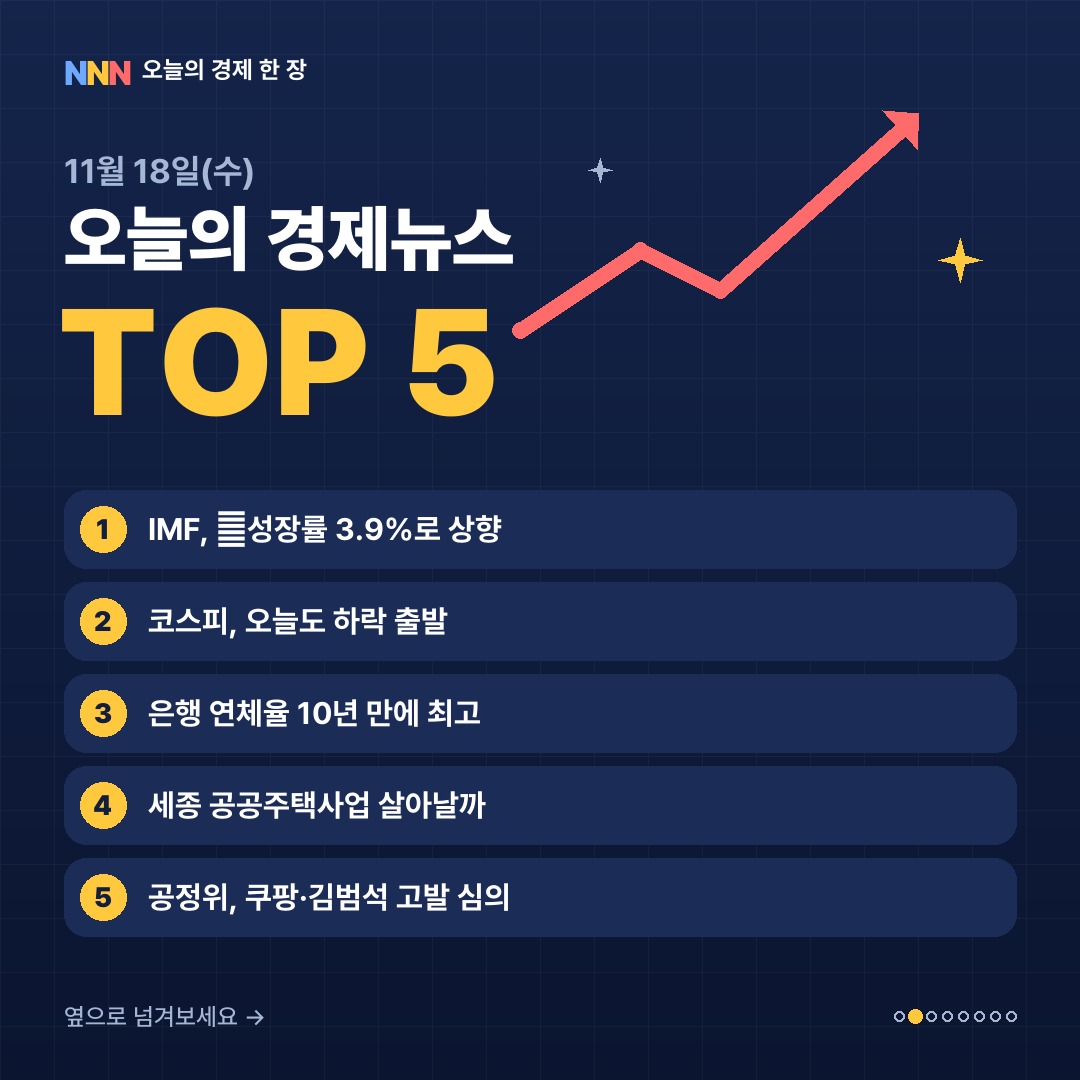 NNN 오늘의 경제 한 장
11월 18일(수)
오늘의 경제뉴스
TOP 5
1 IMF, 성장률 3.9%로 상향
2 코스피, 오늘도 하락 출발
3 은행 연체율 10년 만에 최고
4 세종 공공주택사업 살아날까
5 공정위, 쿠팡·김범석 고발 심의
옆으로 넘겨보세요 →